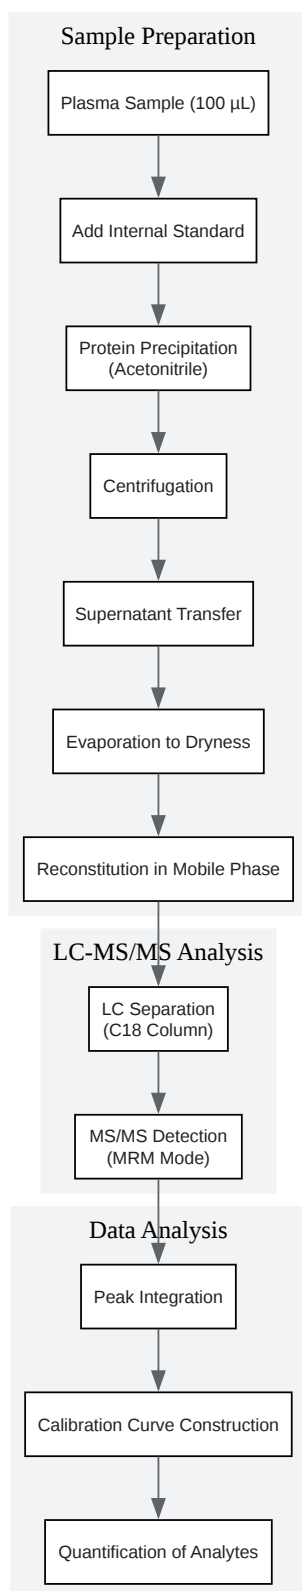 Sample Preparation
Plasma Sample (100 µL)
Add Internal Standard
Protein Precipitation
(Acetonitrile)
Centrifugation
Supernatant Transfer
Evaporation to Dryness
Reconstitution in Mobile Phase
LC-MS/MS Analysis
LC Separation
(C18 Column)
MS/MS Detection
(MRM Mode)
Data Analysis
Peak Integration
Calibration Curve Construction
Quantification of Analytes